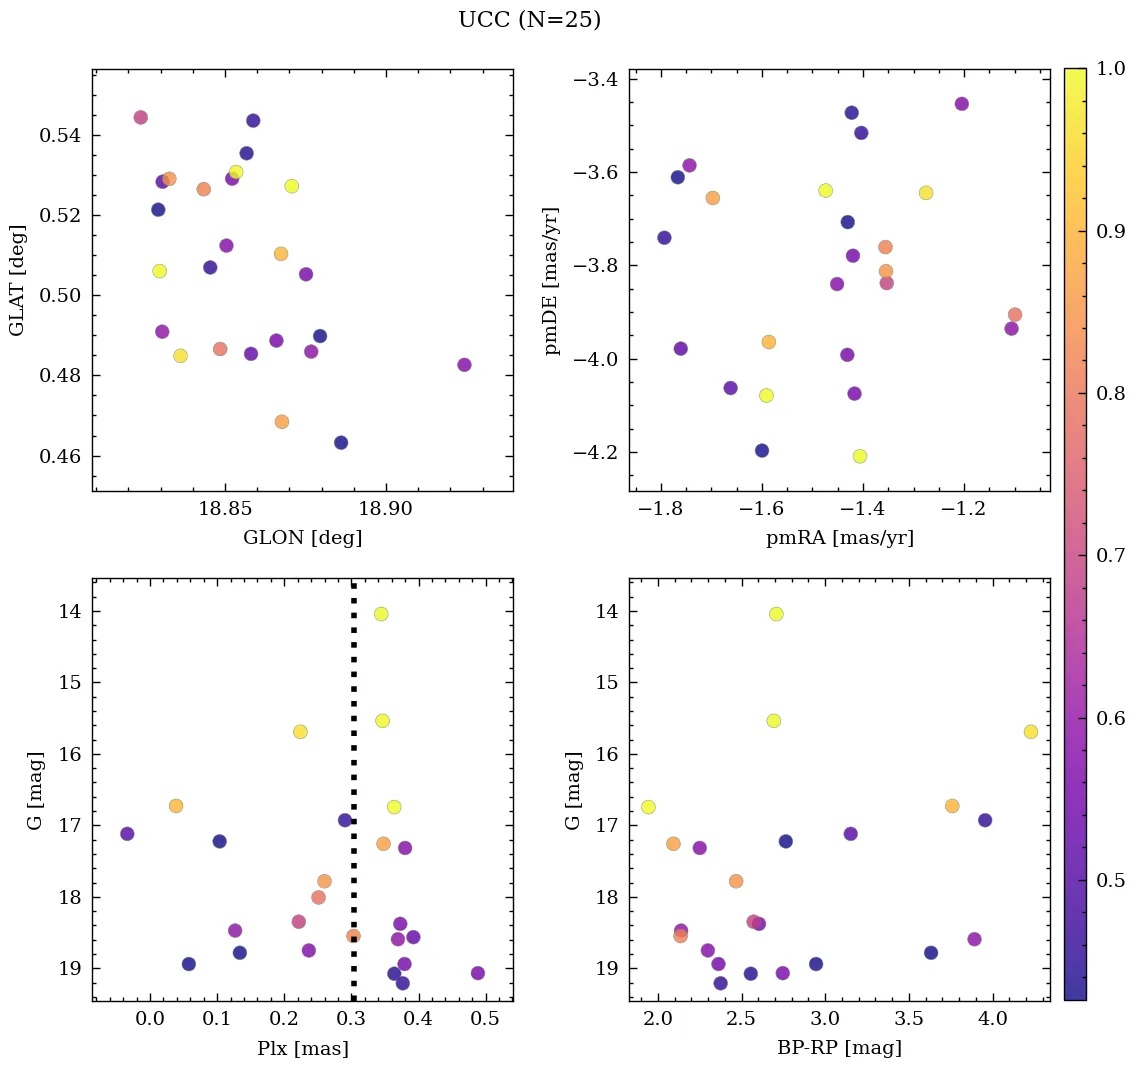 UCC (N=25)
0.54
0.52
0.50
0.48
0.46
GLAT [deg]
18.85 18.90
GLON [deg]
−3.4
−3.6
−3.8
−4.0
−4.2
pmDE [mas/yr]
−1.8 −1.6 −1.4 −1.2
pmRA [mas/yr]
1.0
0.9
0.8
0.7
0.6
0.5
14
15
16
17
18
19
G [mag]
0.0 0.1 0.2 0.3 0.4 0.5
Plx [mas]
14
15
16
17
18
19
G [mag]
2.0 2.5 3.0 3.5 4.0
BP-RP [mag]